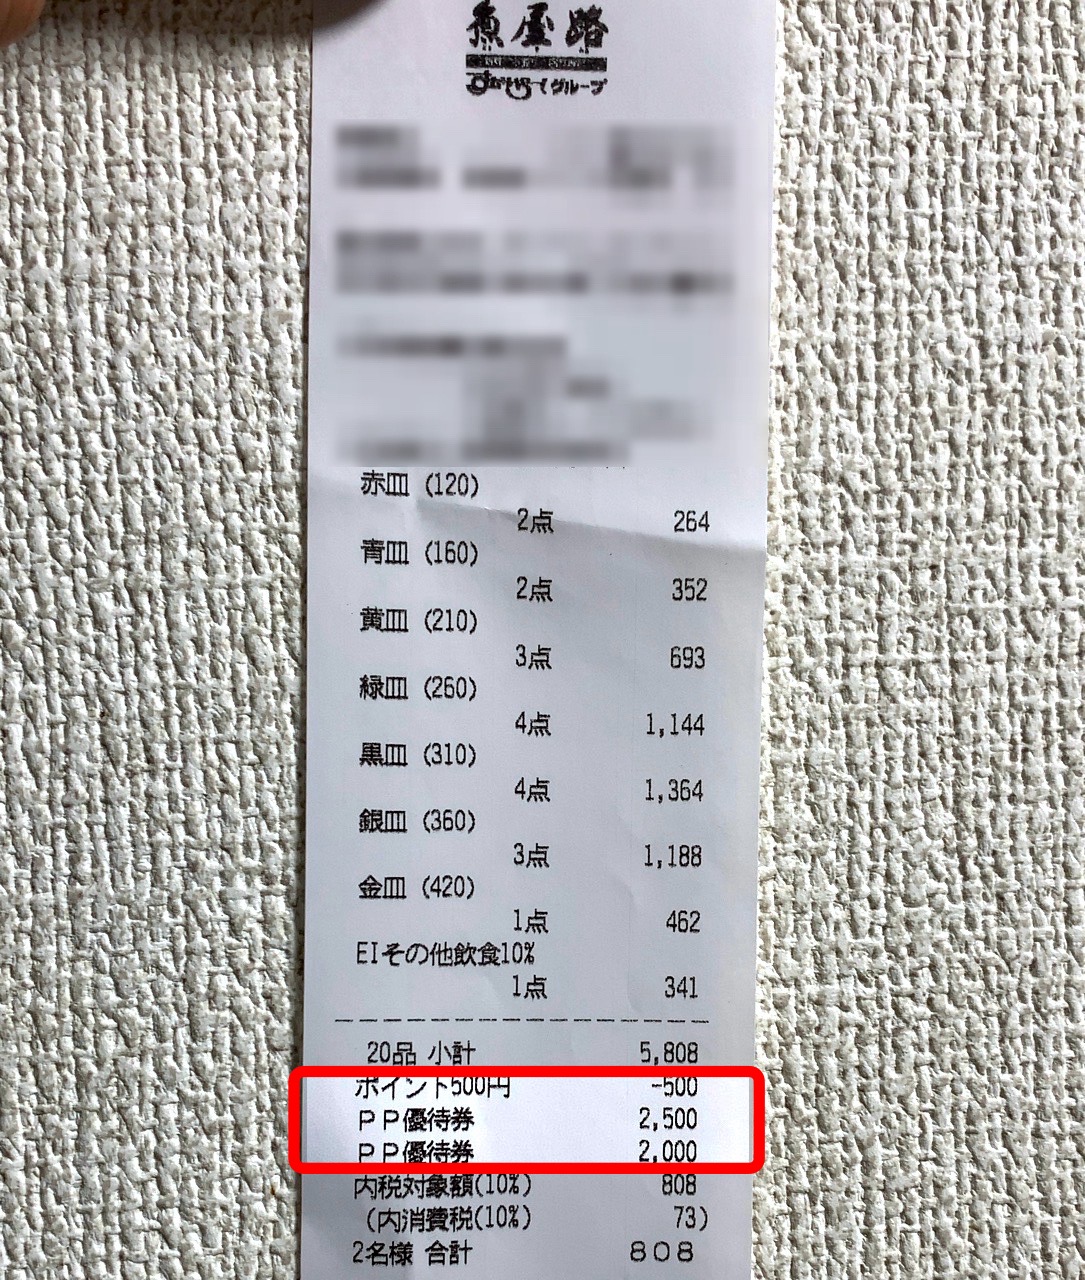 魚屋路
すかいらーくグループ
赤皿 (120)
2点 264
青皿 (160)
2点 352
黄皿 (210)
3点 693
緑皿 (260)
4点 1,144
黒皿 (310)
4点 1,364
銀皿 (360)
3点 1,188
金皿 (420)
1点 462
EIその他飲食10%
1点 341
20品 小計 5,808
ポイント500円 -500
PP優待券 2,500
PP優待券 2,000
内税対象額(10%) 808
(内消費税(10%) 73)
2名様 合計 808